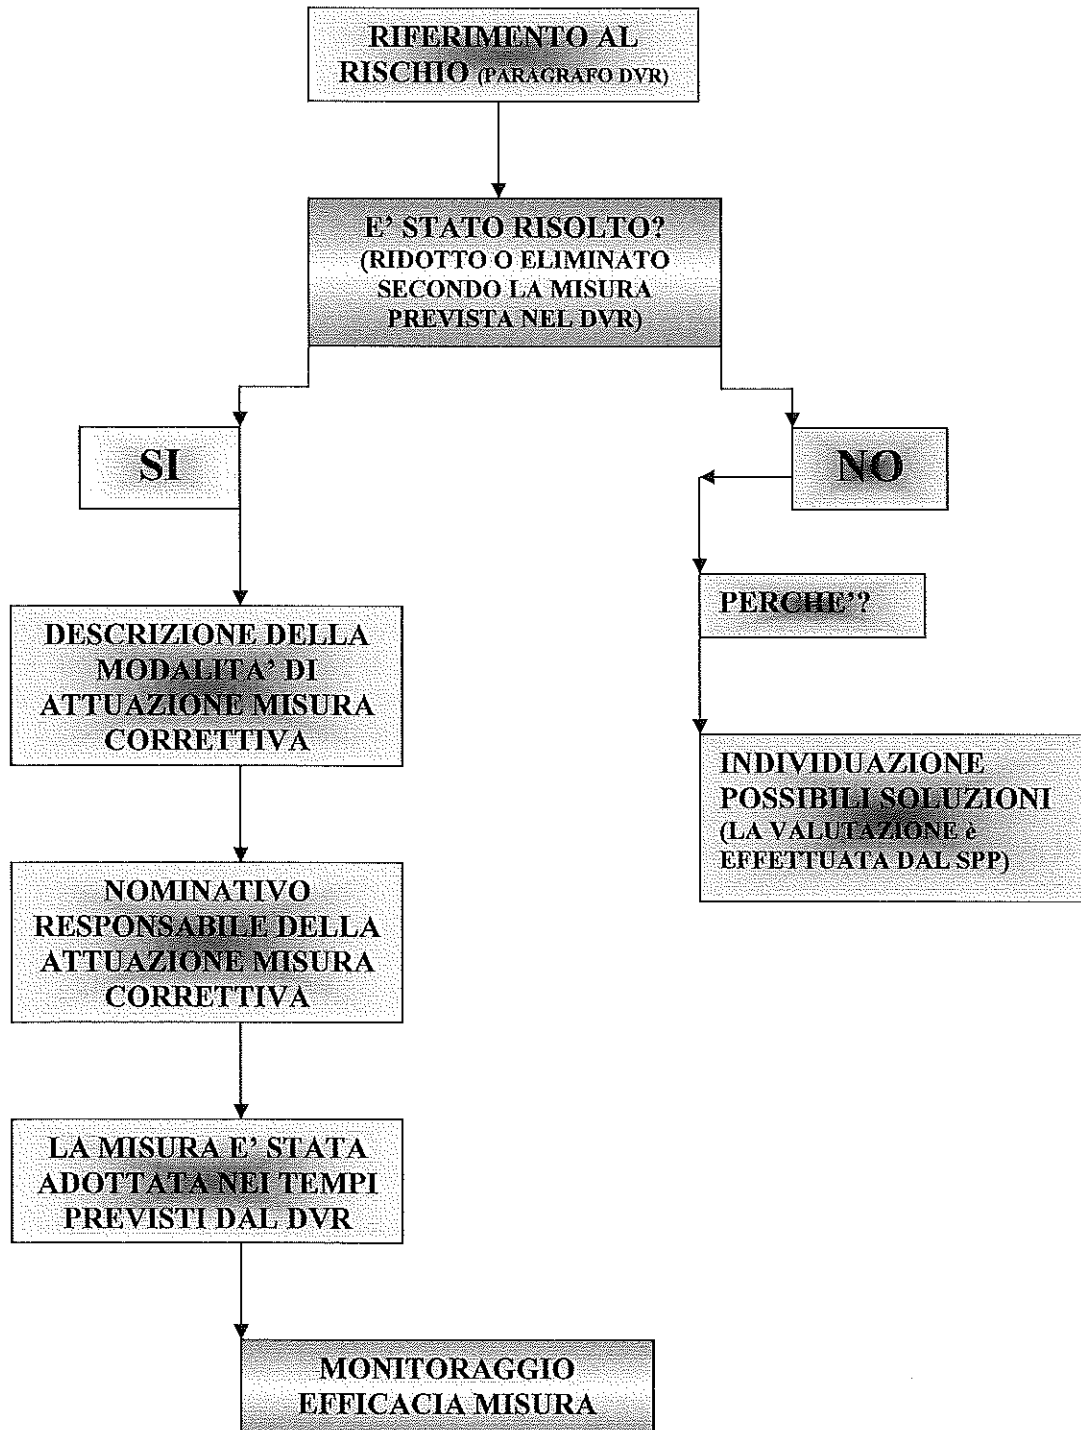 RIFERIMENTO AL
RISCHIO (PARAGRAFO DVR)
E’ STATO RISOLTO?
(RIDOTTO O ELIMINATO
SECONDO LA MISURA
PREVISTA NEL DVR)
SI
NO
PERCHE’?
DESCRIZIONE DELLA
MODALITA’ DI
ATTUAZIONE MISURA
CORRETTIVA
INDIVIDUAZIONE
POSSIBILI SOLUZIONI
(LA VALUTAZIONE è
EFFETTUATA DAL SPP)
NOMINATIVO
RESPONSABILE DELLA
ATTUAZIONE MISURA
CORRETTIVA
LA MISURA E’ STATA
ADOTTATA NEI TEMPI
PREVISTI DAL DVR
MONITORAGGIO
EFFICACIA MISURA